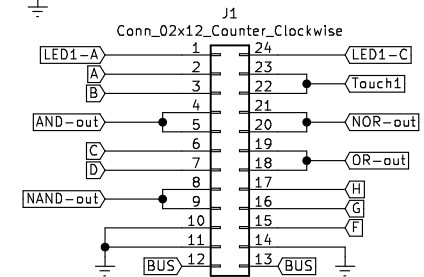 J1
Conn_02x12_Counter_Clockwise
LED1-A 1 24 LED1-C
A 2 23
B 3 22 Touch1
AND-out 4 21 NOR-out
5 20
C 6 19 OR-out
D 7 18
NAND-out 8 17 H
9 16 G
10 15 F
11 14
BUS 12 13 BUS